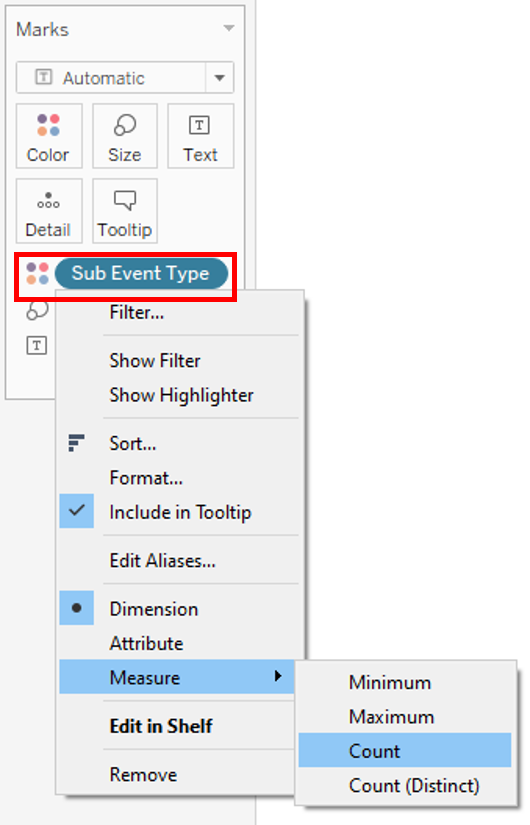 Marks
T Automatic
Color Size T Text
Detail Tooltip
Sub Event Type
T
Filter...
Show Filter
Show Highlighter
Sort...
Format...
Include in Tooltip
Edit Aliases...
Dimension
Attribute
Measure
Minimum
Maximum
Count
Count (Distinct)
Edit in Shelf
Remove